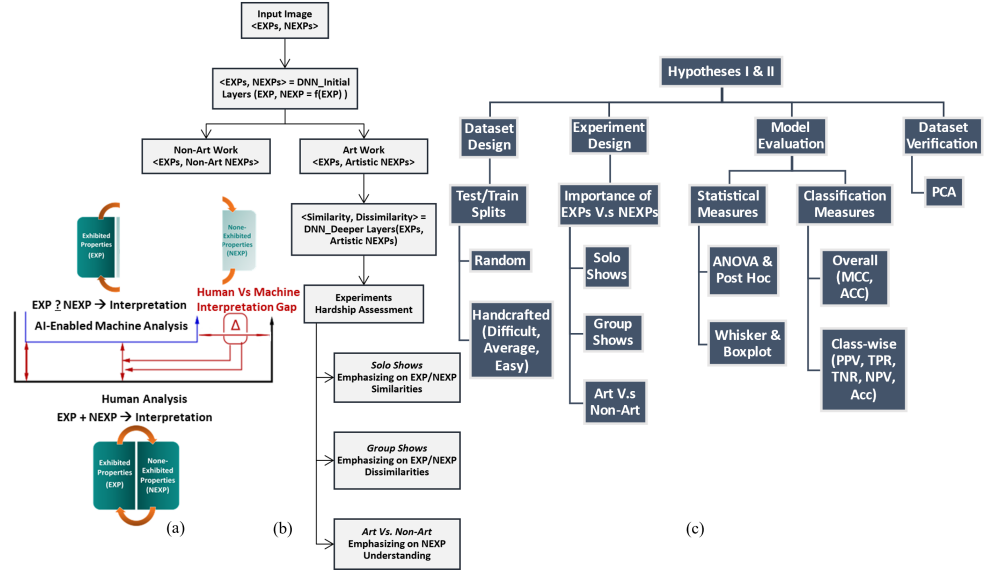 Exhibited
Properties
(EXP)
None-
Exhibited
Properties
(NEXP)
EXP ? NEXP → Interpretation
Human Vs Machine
Interpretation Gap
AI-Enabled Machine Analysis
Δ
Human Analysis
EXP + NEXP → Interpretation
Exhibited
Properties
(EXP)
None-
Exhibited
Properties
(NEXP)
(a)
Input Image
<EXPs, NEXPs>
<EXPs, NEXPs> = DNN_Initial
Layers (EXP, NEXP = f(EXP) )
Non-Art Work
<EXPs, Non-Art NEXPs>
Art Work
<EXPs, Artistic NEXPs>
<Similarity, Dissimilarity> =
DNN_Deeper Layers(EXPs,
Artistic NEXPs)
Experiments
Hardship Assessment
Solo Shows
Emphasizing on EXP/NEXP
Similarities
Group Shows
Emphasizing on EXP/NEXP
Dissimilarities
Art Vs. Non-Art
Emphasizing on NEXP
Understanding
(b)
Hypotheses I & II
Dataset
Design
Test/Train
Splits
Random
Handcrafted
(Difficult,
Average,
Easy)
Experiment
Design
Importance of
EXPs V.s NEXPs
Solo
Shows
Group
Shows
Art V.s
Non-Art
Model
Evaluation
Statistical
Measures
ANOVA &
Post Hoc
Whisker &
Boxplot
Classification
Measures
Overall
(MCC,
ACC)
Class-wise
(PPV, TPR,
TNR, NPV,
Acc)
Dataset
Verification
PCA
(c)